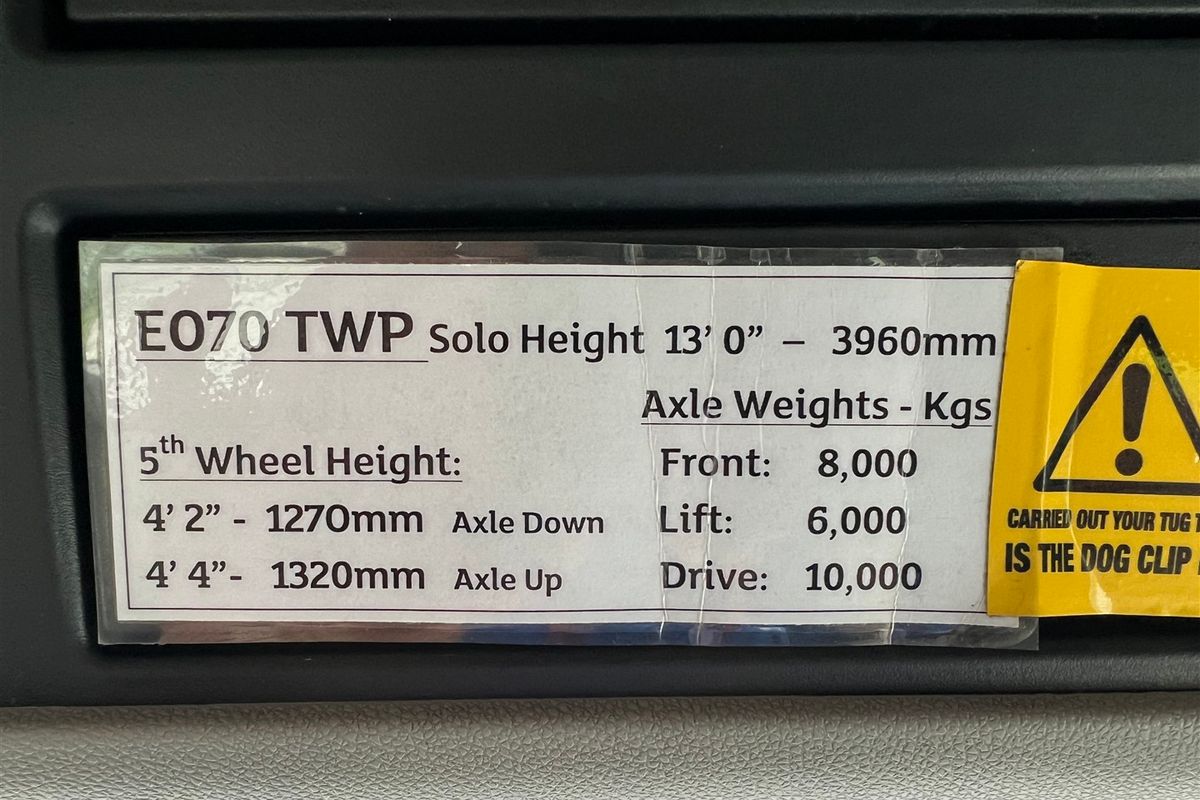 EO70 TWP Solo Height 13’ 0” – 3960mm
Axle Weights - Kgs
5th Wheel Height:
Front: 8,000
4’ 2” - 1270mm Axle Down
Lift: 6,000
4’ 4”- 1320mm Axle Up
Drive: 10,000
CARRIED OUT YOUR TUG
IS THE DOG CLIP